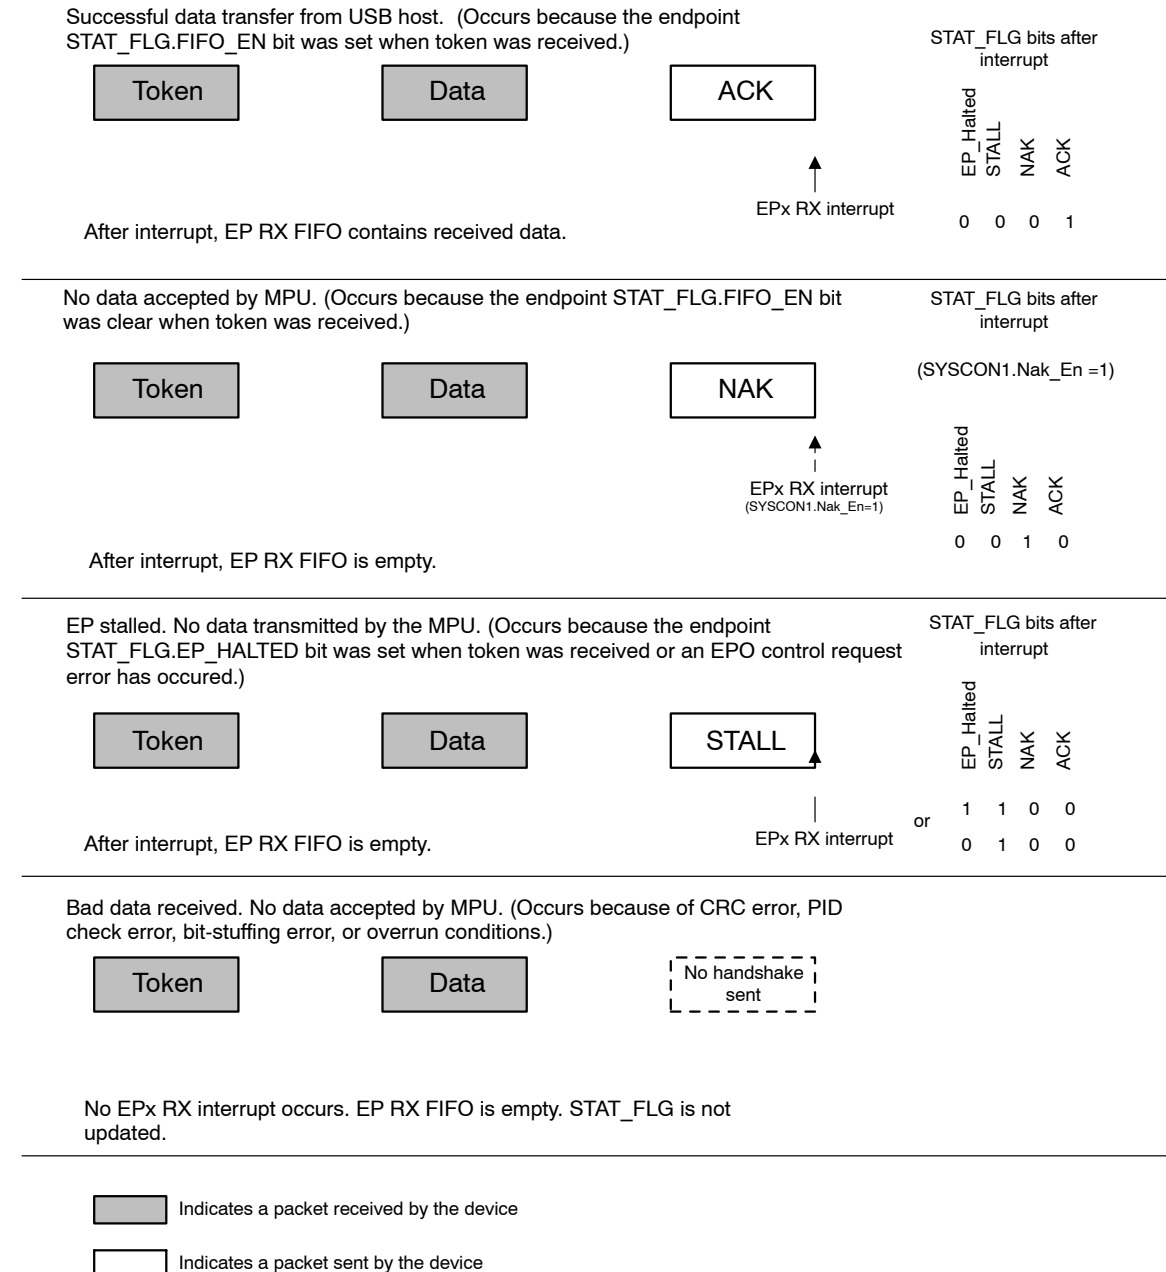 Successful data transfer from USB host. (Occurs because the endpoint
STAT_FLG.FIFO_EN bit was set when token was received.)
STAT_FLG bits after
interrupt
Token
Data
ACK
EP_Halted
STALL
NAK
ACK
EPx RX interrupt
0 0 0 1
After interrupt, EP RX FIFO contains received data.
No data accepted by MPU. (Occurs because the endpoint STAT_FLG.FIFO_EN bit
was clear when token was received.)
STAT_FLG bits after
interrupt
(SYSCON1.Nak_En =1)
Token
Data
NAK
EP_Halted
STALL
NAK
ACK
EPx RX interrupt
(SYSCON1.Nak_En=1)
0 0 1 0
After interrupt, EP RX FIFO is empty.
EP stalled. No data transmitted by the MPU. (Occurs because the endpoint
STAT_FLG.EP_HALTED bit was set when token was received or an EPO control request
error has occured.)
STAT_FLG bits after
interrupt
Token
Data
STALL
EP_Halted
STALL
NAK
ACK
1 1 0 0
or
0 1 0 0
EPx RX interrupt
After interrupt, EP RX FIFO is empty.
Bad data received. No data accepted by MPU. (Occurs because of CRC error, PID
check error, bit-stuffing error, or overrun conditions.)
Token
Data
No handshake
sent
No EPx RX interrupt occurs. EP RX FIFO is empty. STAT_FLG is not
updated.
Indicates a packet received by the device
Indicates a packet sent by the device